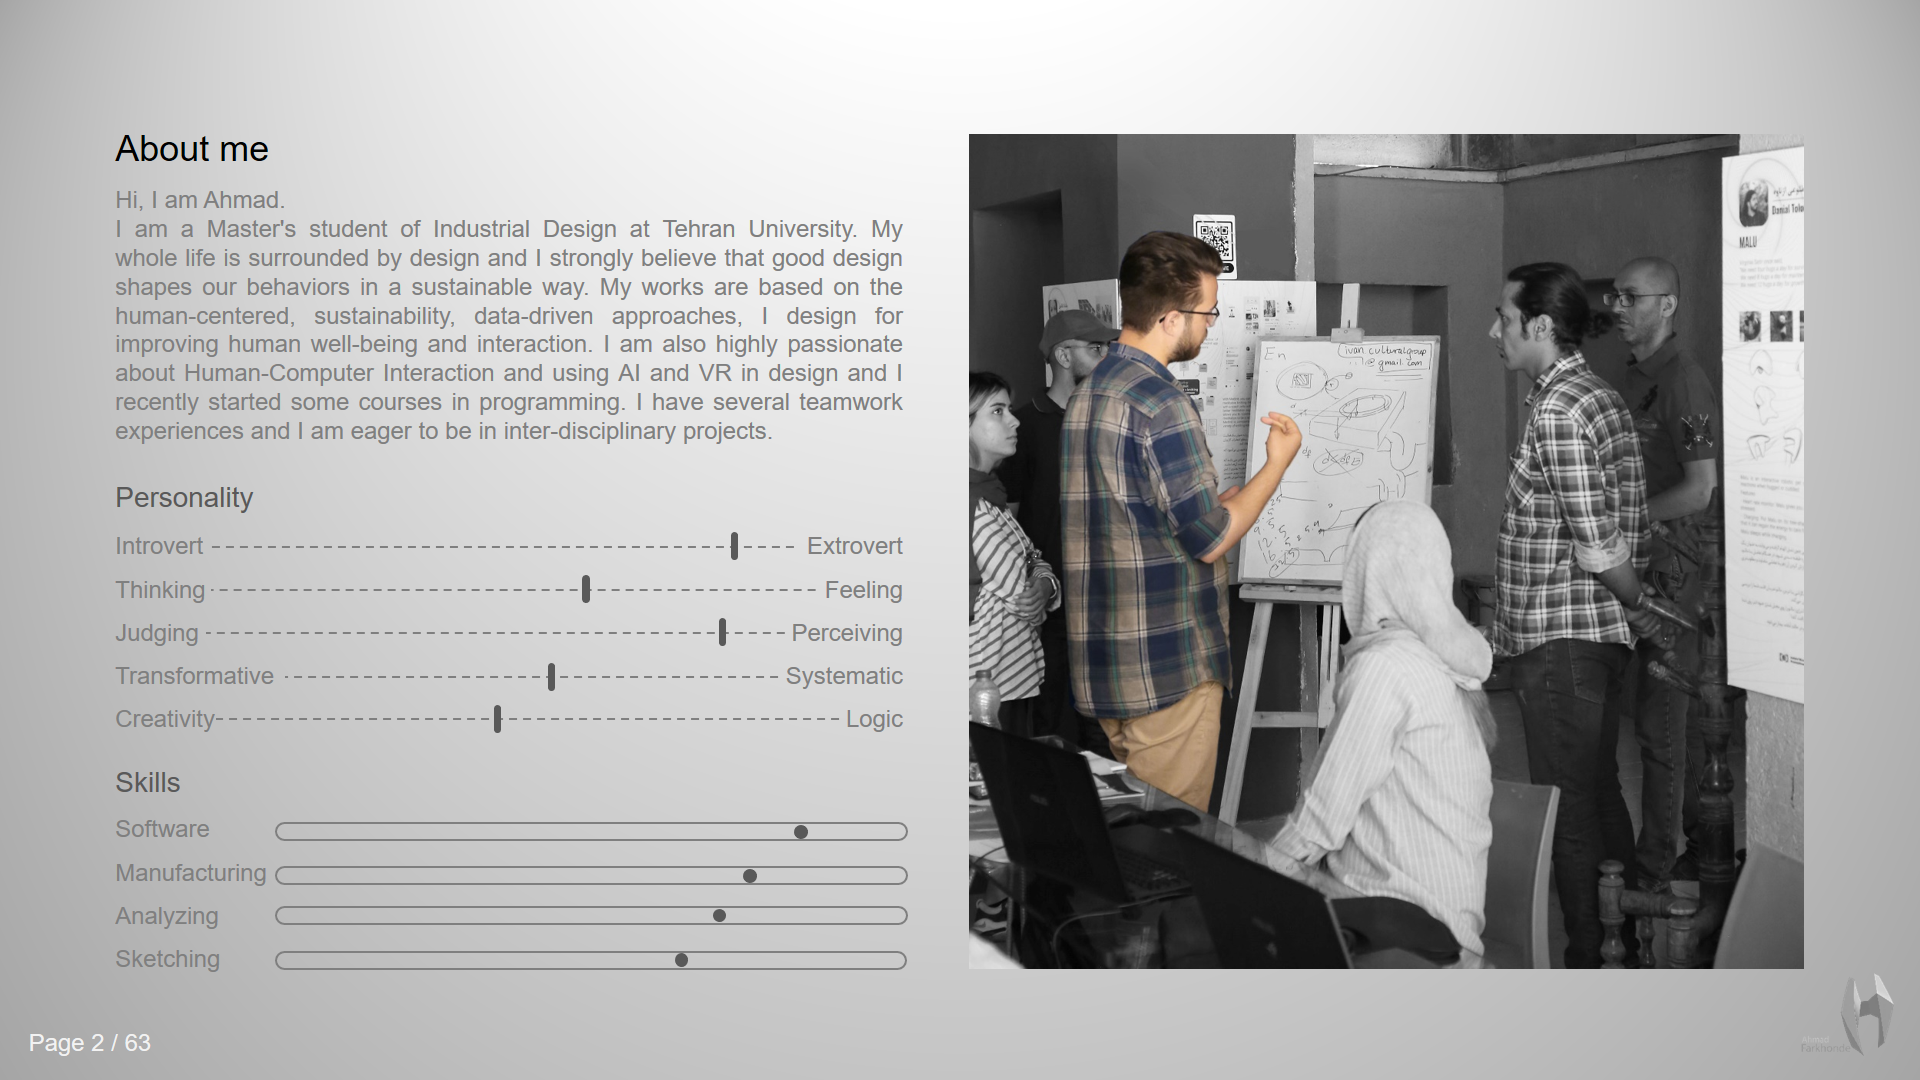 About me
Hi, I am Ahmad.
I am a Master's student of Industrial Design at Tehran University. My
whole life is surrounded by design and I strongly believe that good design
shapes our behaviors in a sustainable way. My works are based on the
human-centered, sustainability, data-driven approaches, I design for
improving human well-being and interaction. I am also highly passionate
about Human-Computer Interaction and using AI and VR in design and I
recently started some courses in programming. I have several teamwork
experiences and I am eager to be in inter-disciplinary projects.
Personality
Introvert Extrovert
Thinking Feeling
Judging Perceiving
Transformative Systematic
Creativity Logic
Skills
Software
Manufacturing
Analyzing
Sketching
Page 2 / 63
En
ivan culturalgroup
@gmail.com
Danial
MALU
Ahmad